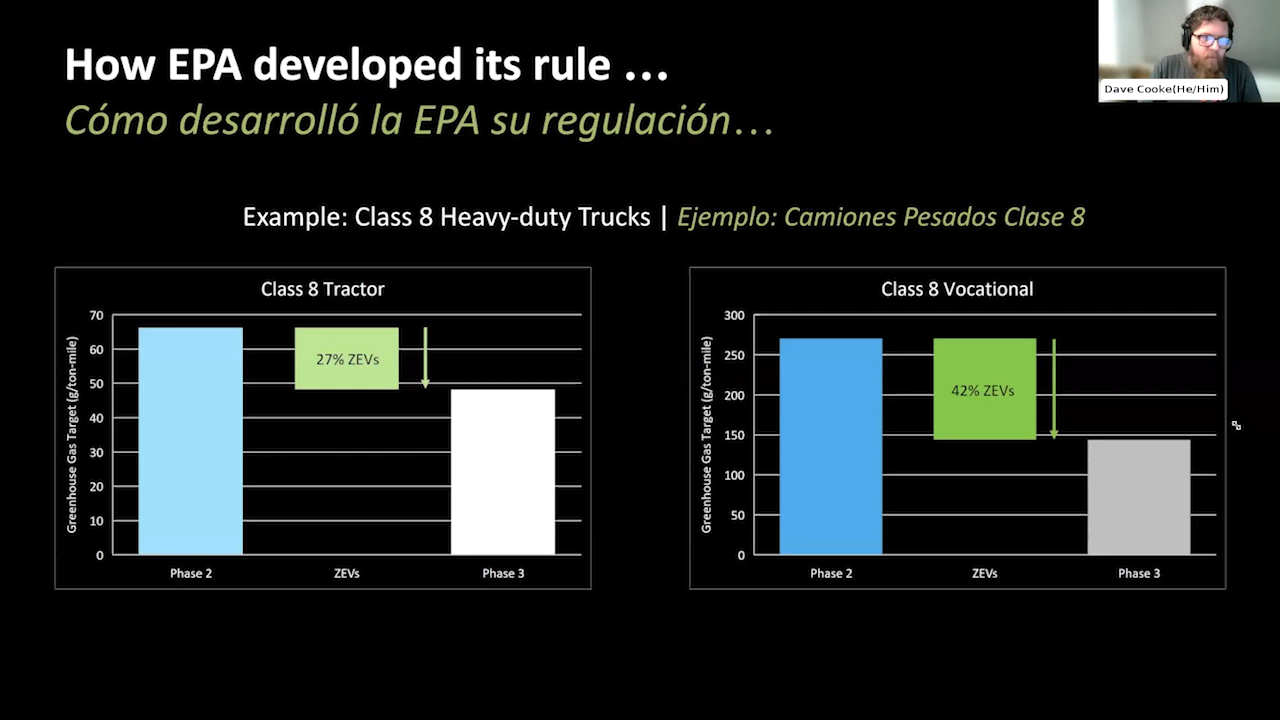 How EPA developed its rule …
Cómo desarrolló la EPA su regulación…
Dave Cooke(He/Him)
Example: Class 8 Heavy-duty Trucks | Ejemplo: Camiones Pesados Clase 8
Class 8 Tractor
Greenhouse Gas Target (g/ton-mile)
70
60
50
40
30
20
10
0
27% ZEVs
Phase 2
ZEVs
Phase 3
Class 8 Vocational
Greenhouse Gas Target (g/ton-mile)
300
250
200
150
100
50
0
42% ZEVs
Phase 2
ZEVs
Phase 3